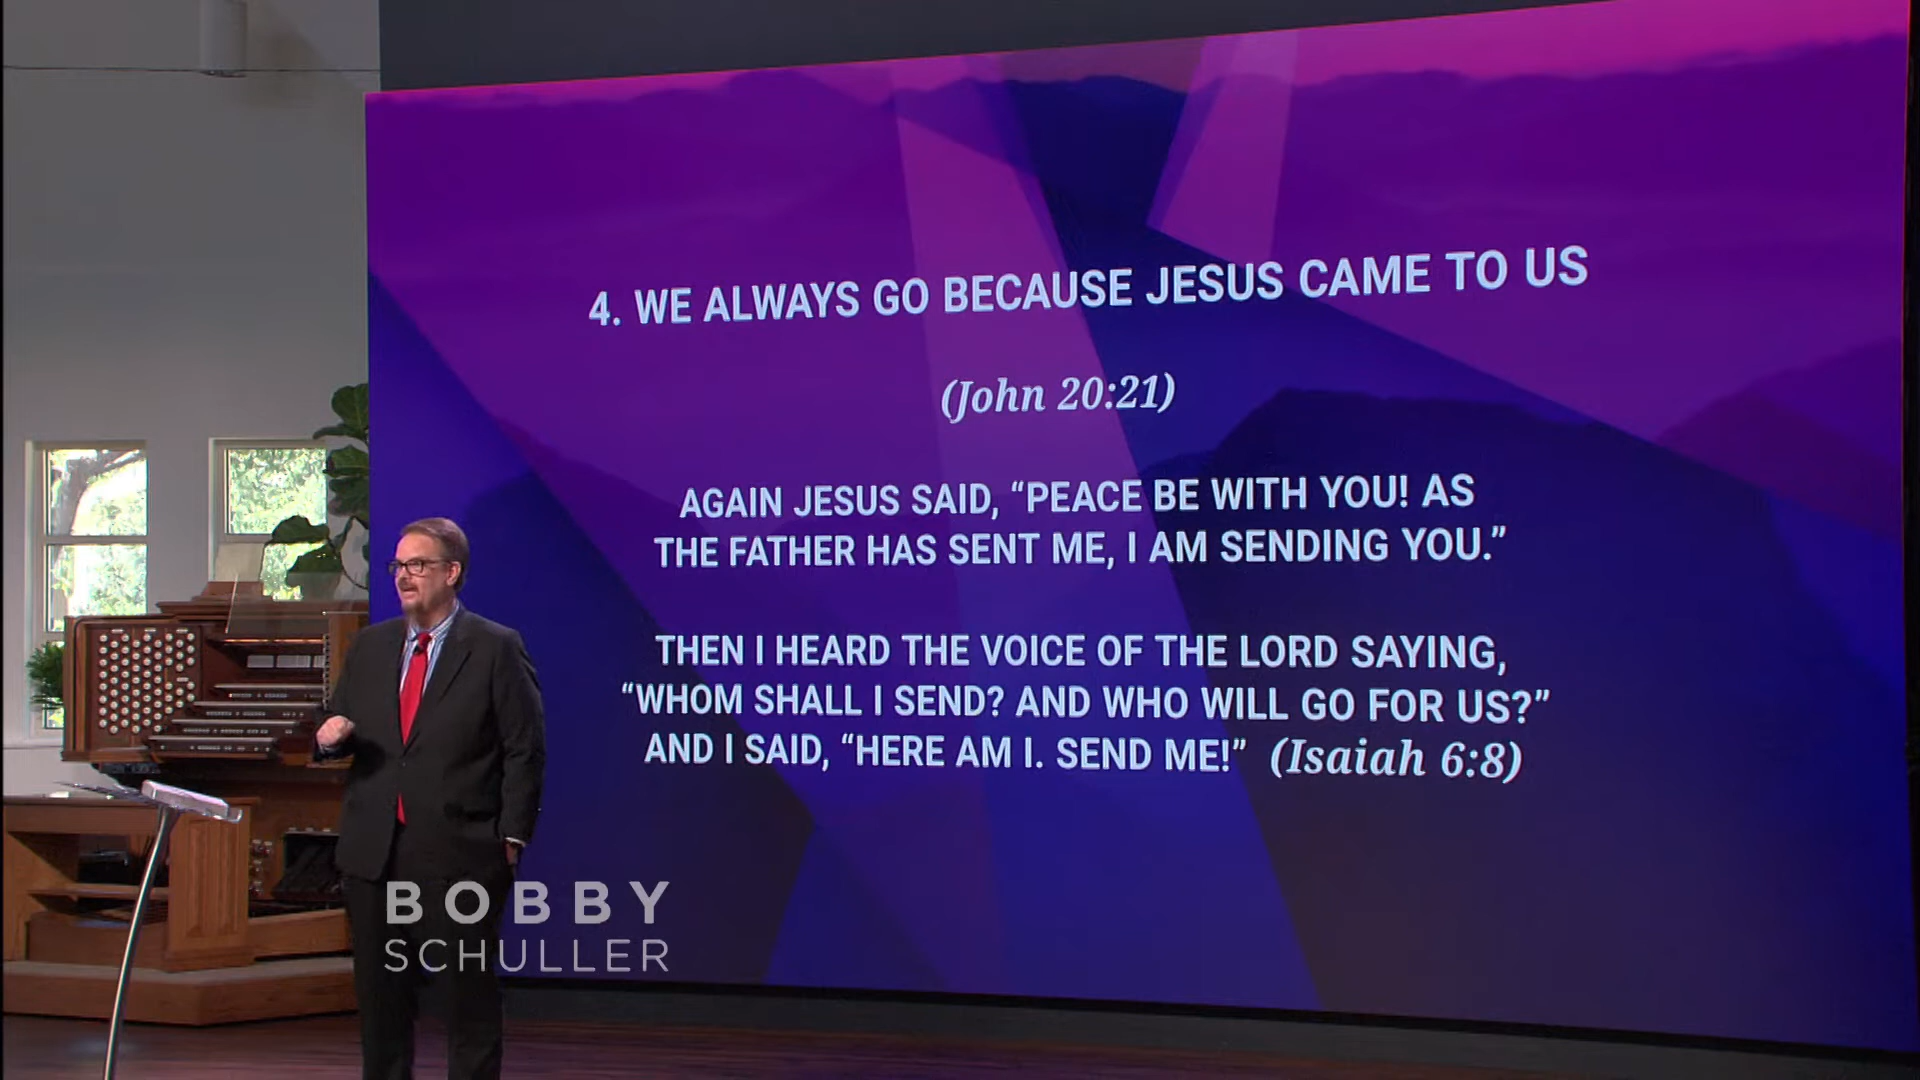 4. WE ALWAYS GO BECAUSE JESUS CAME TO US
(John 20:21)
AGAIN JESUS SAID, “PEACE BE WITH YOU! AS
THE FATHER HAS SENT ME, I AM SENDING YOU.”
THEN I HEARD THE VOICE OF THE LORD SAYING,
“WHOM SHALL I SEND? AND WHO WILL GO FOR US?”
AND I SAID, “HERE AM I. SEND ME!” (Isaiah 6:8)
BOBBY
SCHULLER